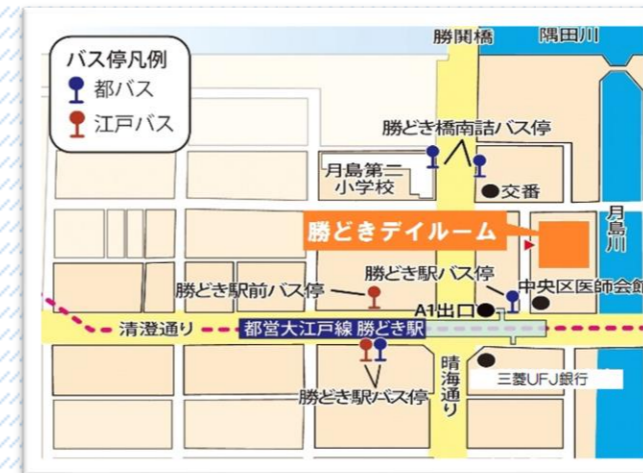 勝関橋
隅田川
バス停凡例
都バス
江戸バス
勝どき橋南詰バス停
月島第二
小学校
交番
勝どきデイルーム
月島川
勝どき駅バス停
中央区医師会館
勝どき駅前バス停
A1出口
清澄通り
都営大江戸線 勝どき駅
晴海通り
三菱UFJ銀行
勝どき駅バス停